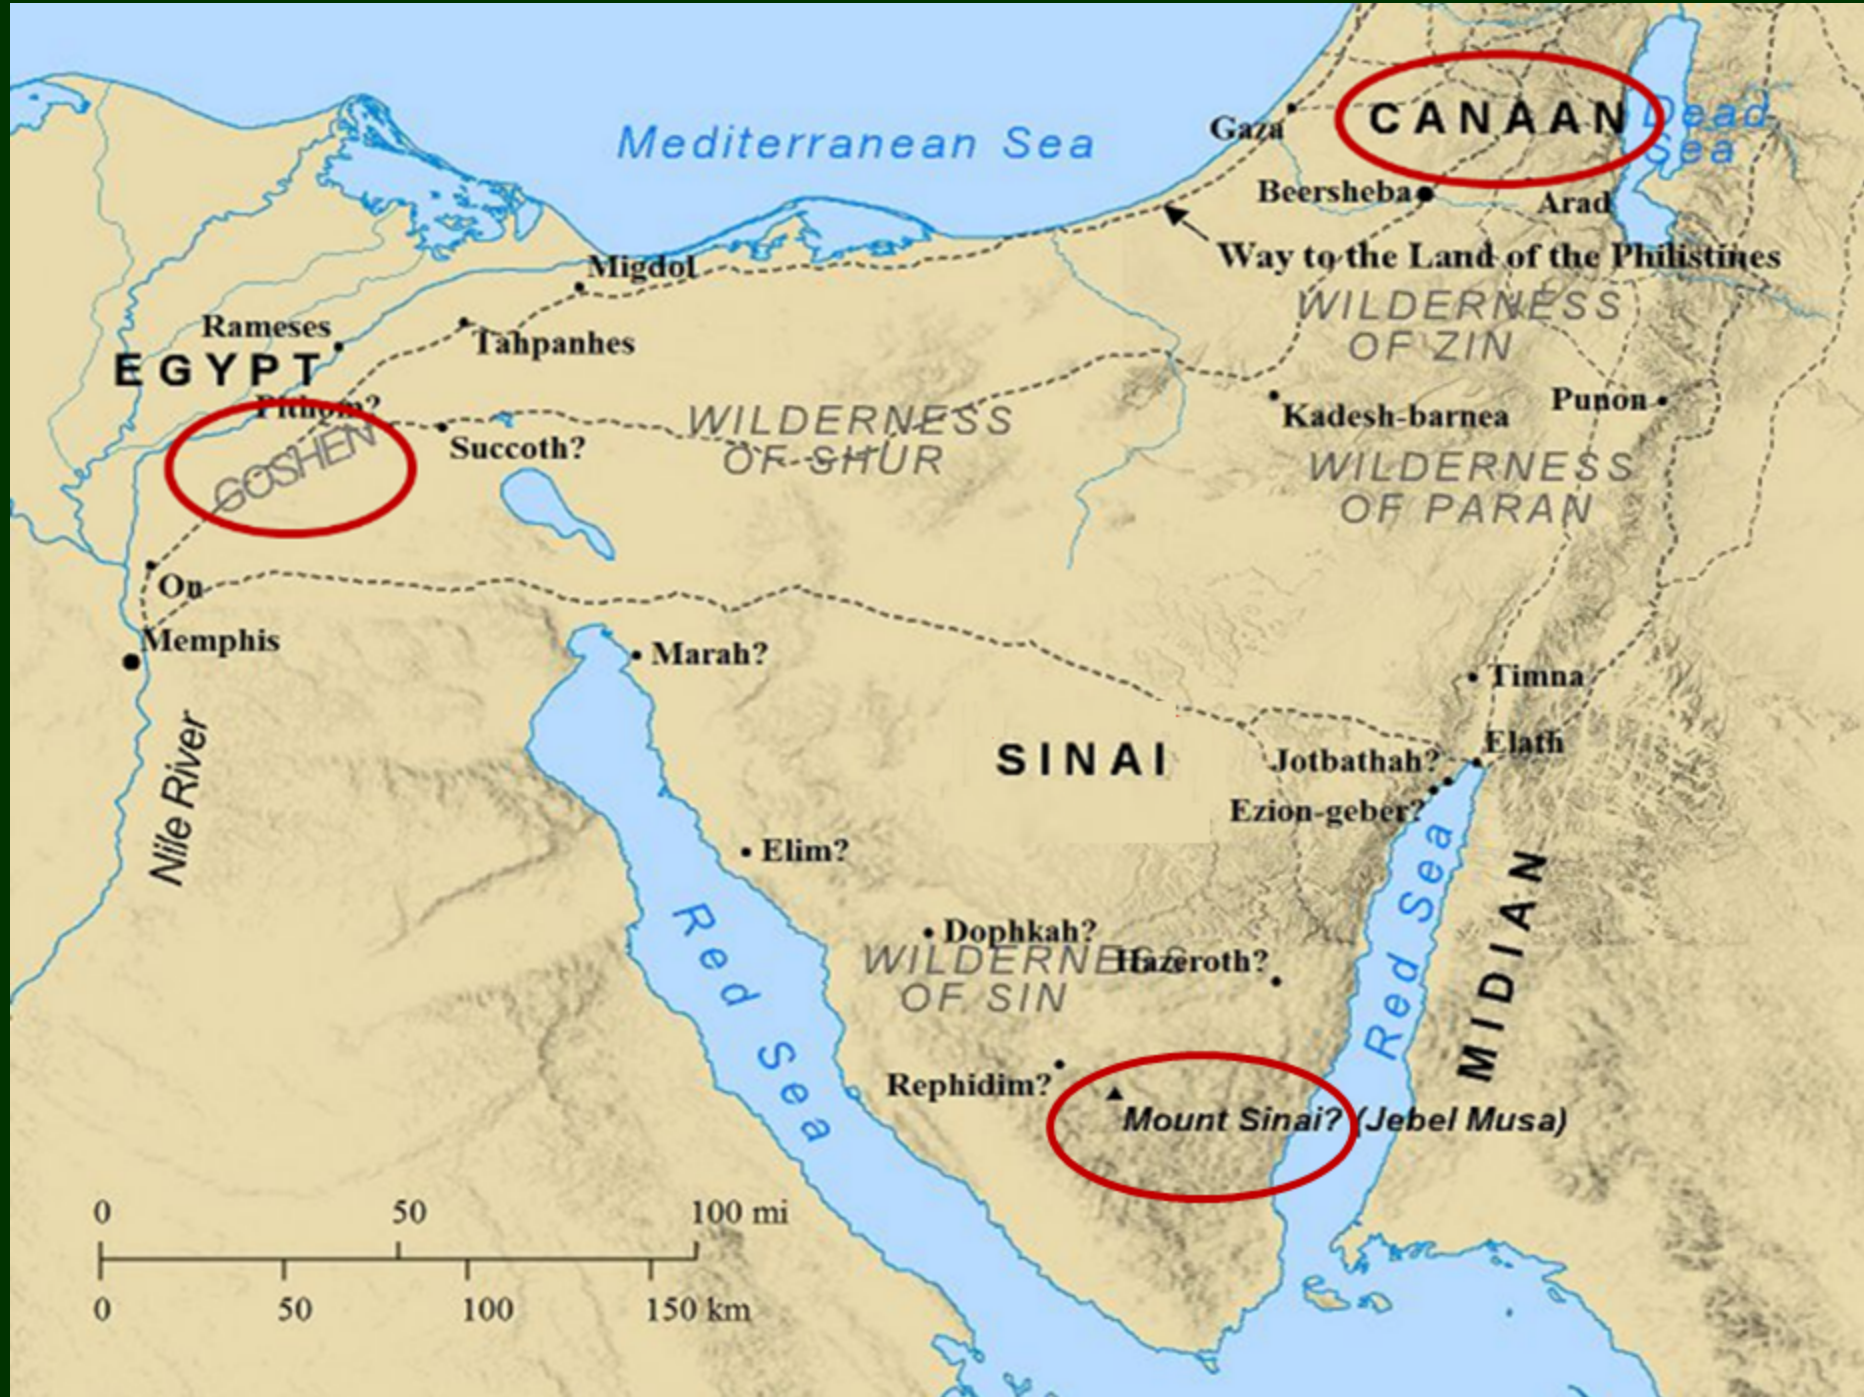 CANAAN
Dead
Sea
Mediterranean Sea
Gaza
Beersheba
Arad
Way to the Land of the Philistines
Migdol
WILDERNESS
OF ZIN
Rameses
Tahpanhes
EGYPT
Pithom?
GOSHEN
Succoth?
WILDERNESS
OF SHUR
Kadesh-barnea
Punon
WILDERNESS
OF PARAN
On
Memphis
Marah?
Timna
Nile River
SINAI
Elath
Jotbathah?
Ezion-geber?
Elim?
Red Sea
Red Sea
MIDIAN
Dophkah?
WILDERNESS
OF SIN
Hazeroth?
Rephidim?
Mount Sinai? (Jebel Musa)
0 50 100 mi
0 50 100 150 km